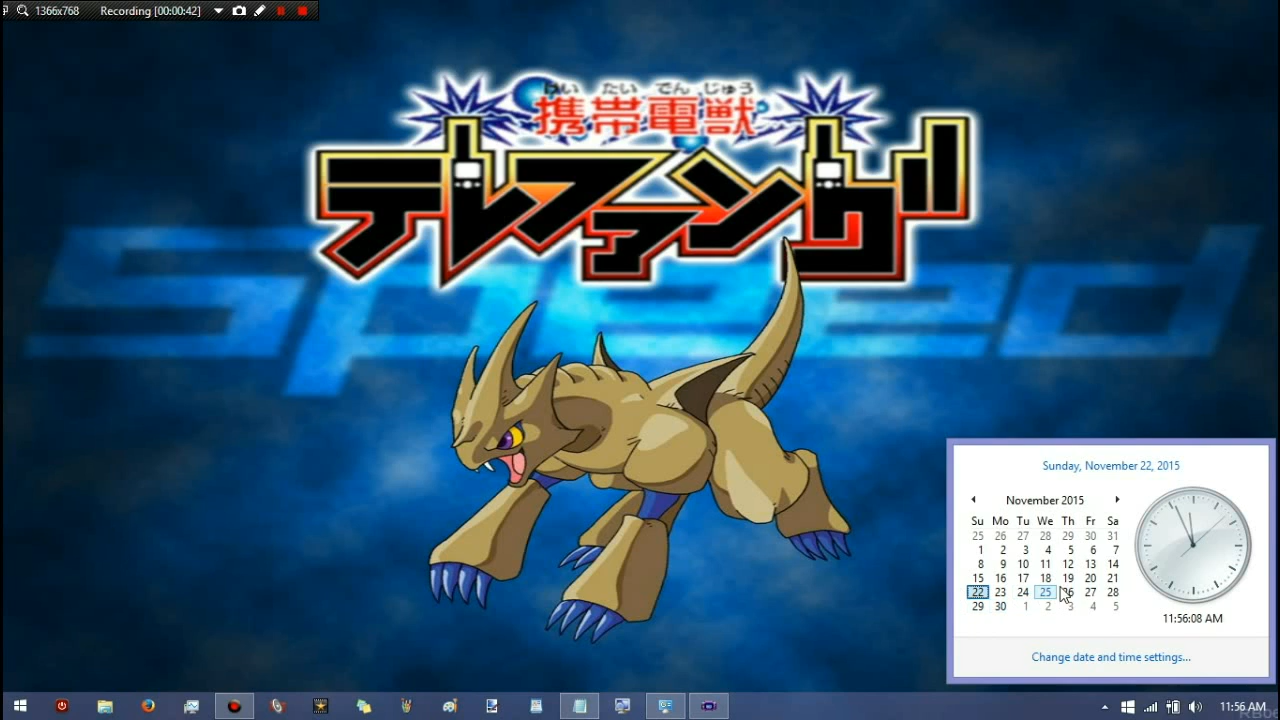 1366x768 Recording [00:00:42]
けい たい でん じゅう
携帯電獣
テレファング
Speed
Sunday, November 22, 2015
November 2015
Su Mo Tu We Th Fr Sa
25 26 27 28 29 30 31
1 2 3 4 5 6 7
8 9 10 11 12 13 14
15 16 17 18 19 20 21
22 23 24 25 26 27 28
29 30 1 2 3 4 5
11:56:08 AM
Change date and time settings...
11:56 AM